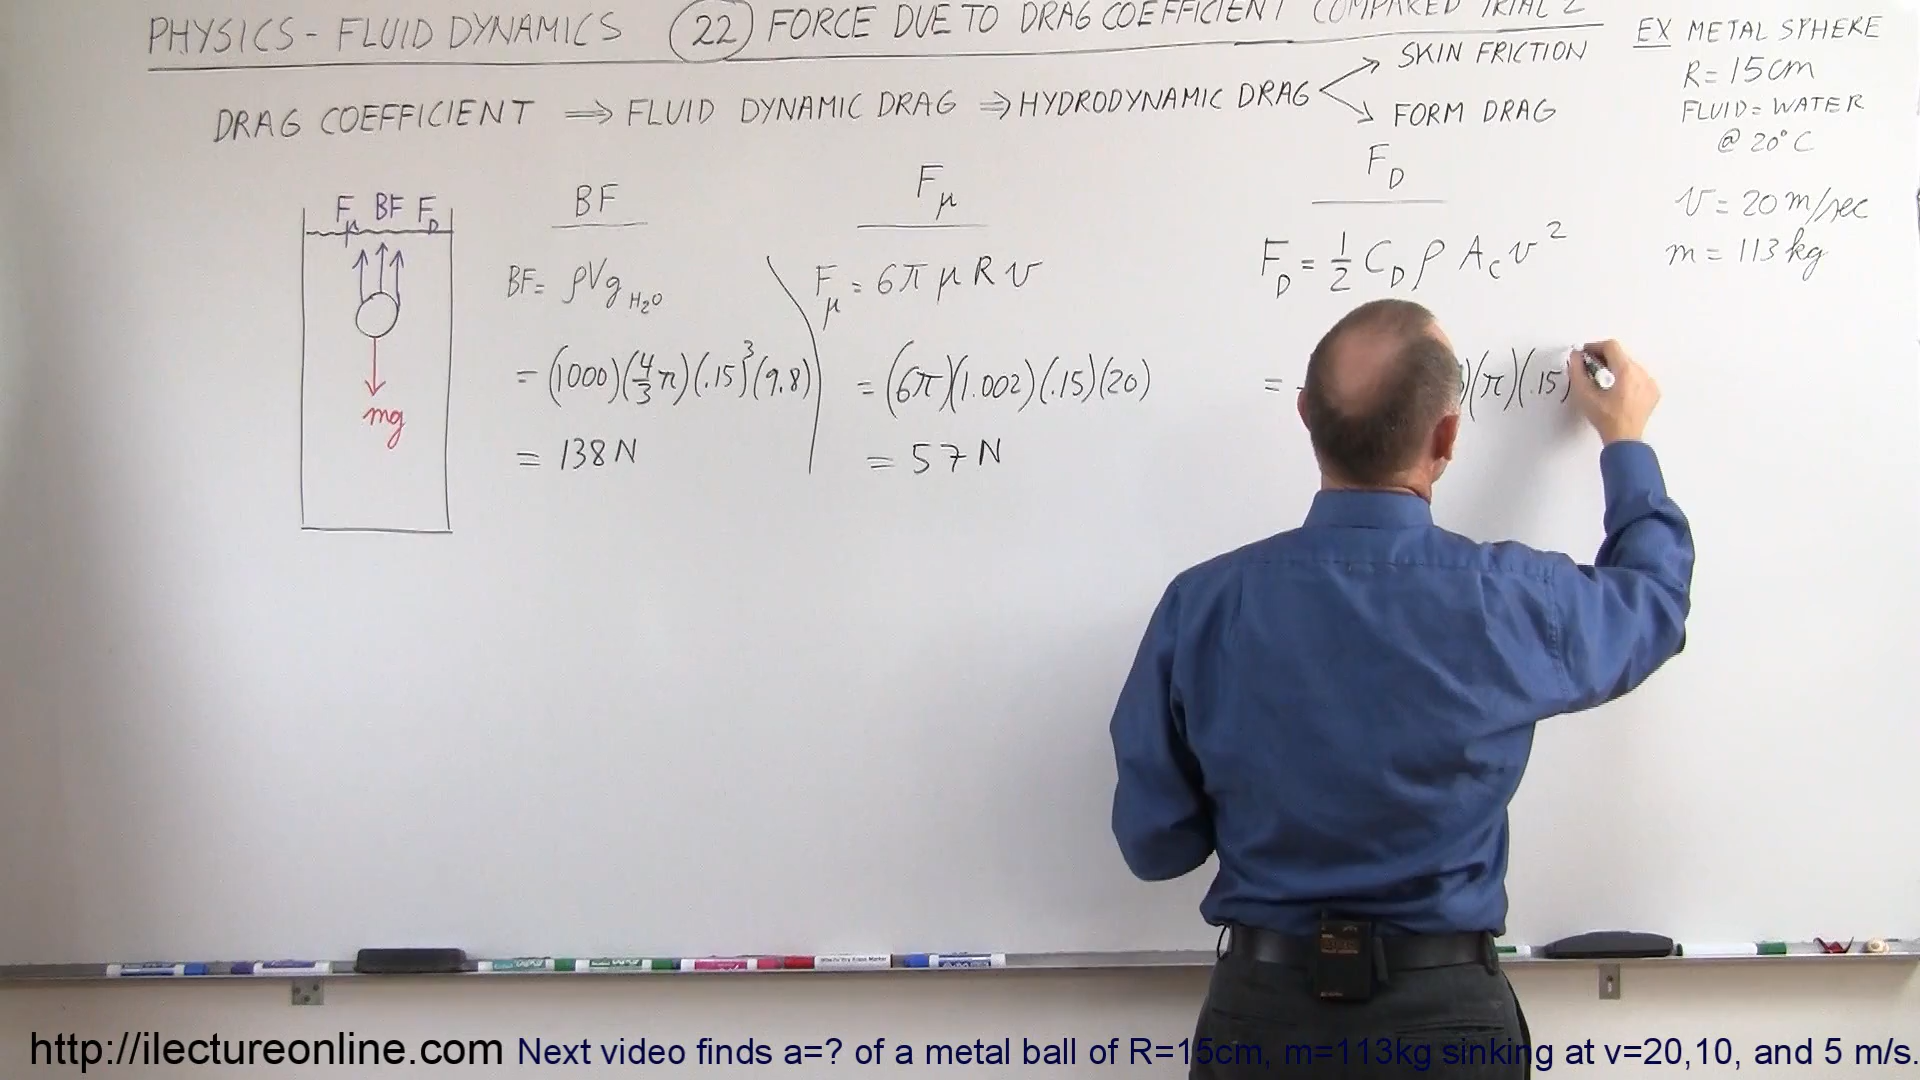 PHYSICS - FLUID DYNAMICS 22 FORCE DUE TO DRAG COEFFICIENT COMPARED TRIAL 2
DRAG COEFFICIENT ⇒ FLUID DYNAMIC DRAG ⇒ HYDRODYNAMIC DRAG
SKIN FRICTION
FORM DRAG
EX METAL SPHERE
R = 15cm
FLUID = WATER
@ 20°C
v = 20 m/sec
m = 113 kg
Fμ BF FD
mg
BF
BF = ρVg H2O
= (1000)(4/3 π)(.15)³(9.8)
= 138 N
Fμ
Fμ = 6π μ R v
= (6π)(1.002)(.15)(20)
= 57 N
FD
FD = 1/2 CD ρ Ac v²
= )(π)(.15)
http://ilectureonline.com Next video finds a=? of a metal ball of R=15cm, m=113kg sinking at v=20,10, and 5 m/s.